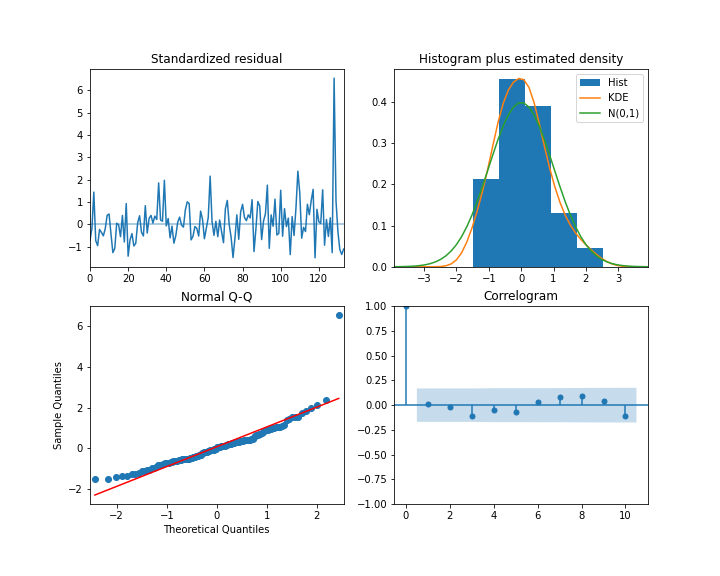 Standardized residual
6
5
4
3
2
1
0
−1
0 20 40 60 80 100 120
Histogram plus estimated density
Hist
KDE
N(0,1)
0.4
0.3
0.2
0.1
0.0
−3 −2 −1 0 1 2 3
Normal Q-Q
Sample Quantiles
6
4
2
0
−2
−2 −1 0 1 2
Theoretical Quantiles
Correlogram
1.00
0.75
0.50
0.25
0.00
−0.25
−0.50
−0.75
−1.00
0 2 4 6 8 10